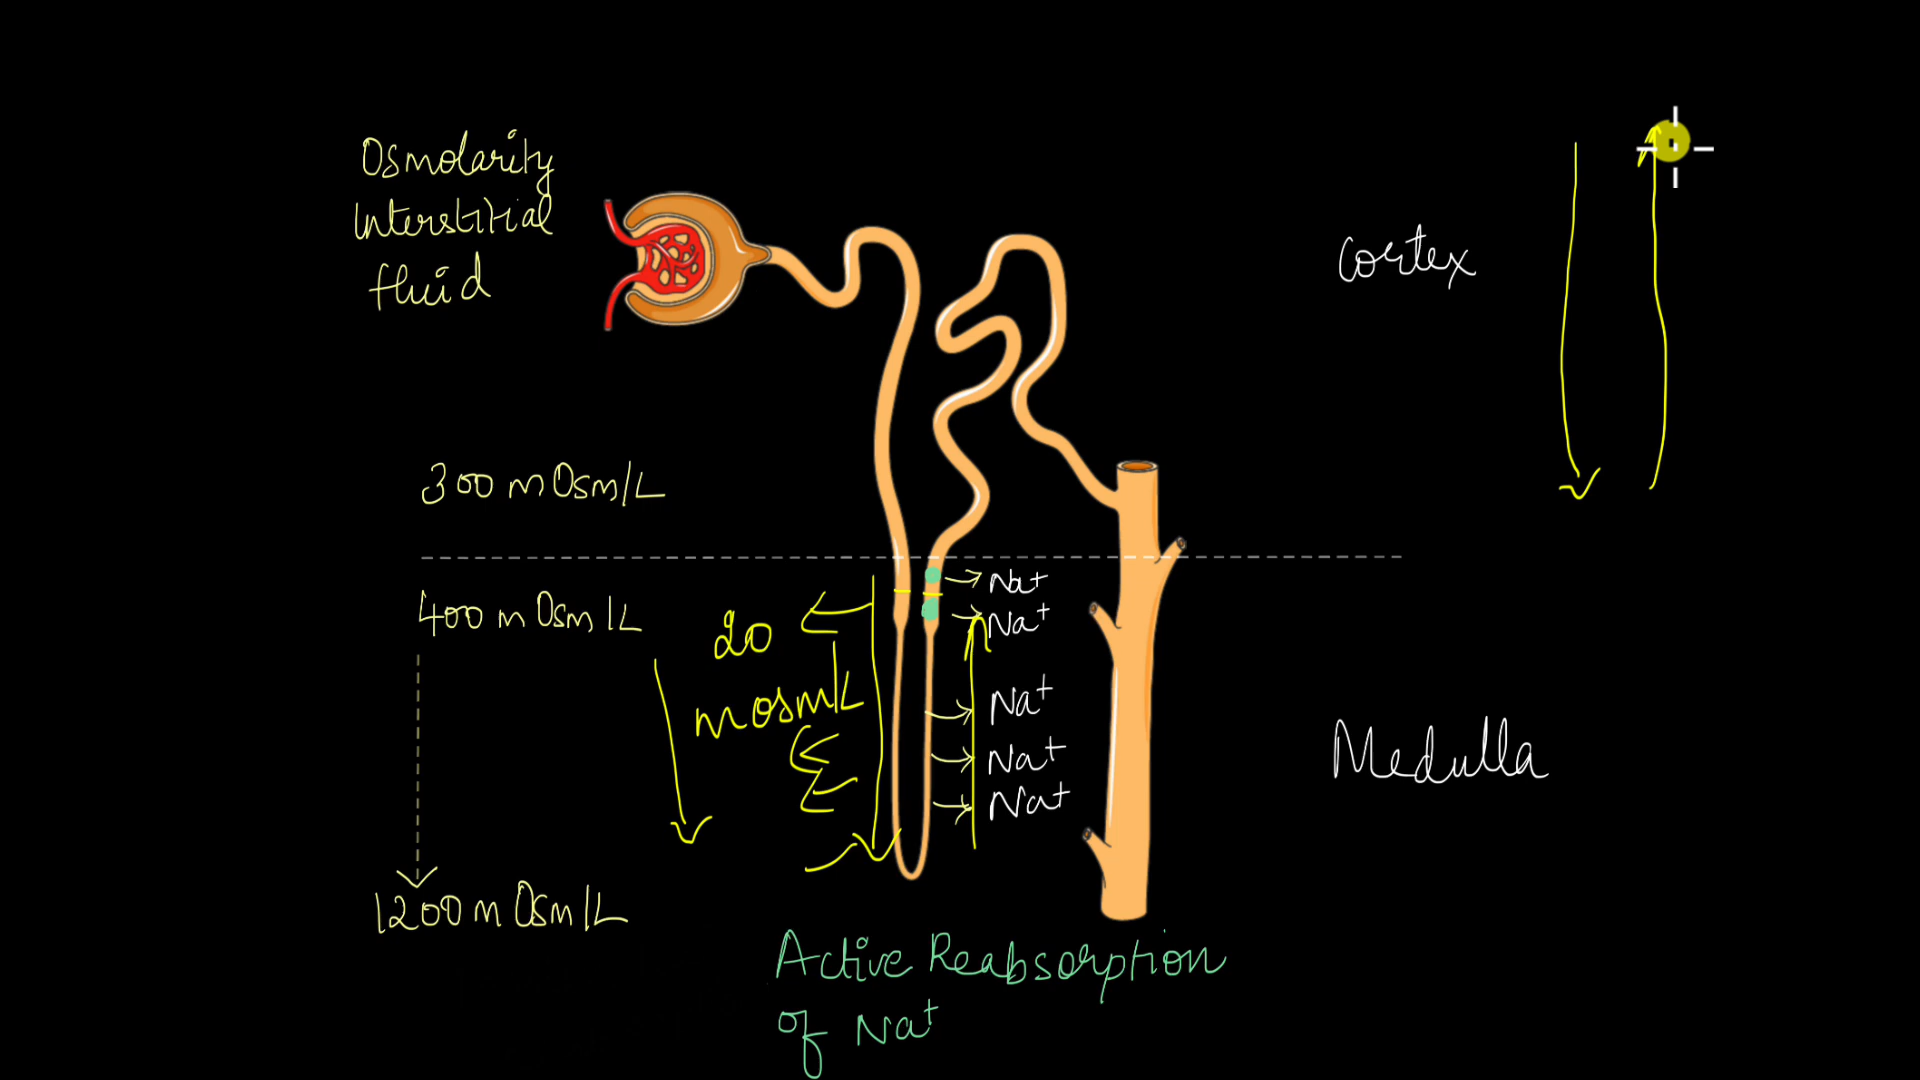 Osmolarity
Interstitial
fluid
Cortex
300 mOsm/L
400 mOsm/L
20
mosm/L
Na+
Na+
Na+
Na+
Na+
Medulla
1200 mOsm/L
Active Reabsorption
of Na+